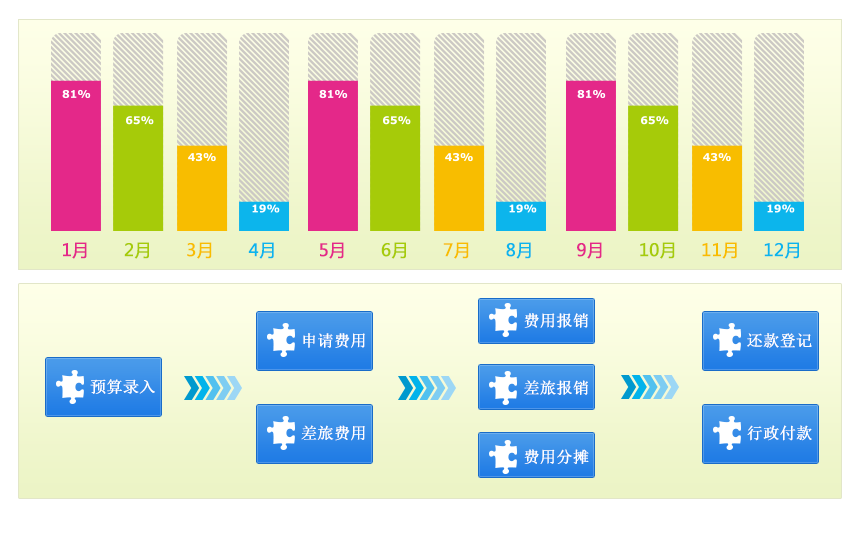 81% 65% 43% 19% 81% 65% 43% 19% 81% 65% 43% 19%
1月 2月 3月 4月 5月 6月 7月 8月 9月 10月 11月 12月
预算录入
申请费用
差旅费用
费用报销
差旅报销
费用分摊
还款登记
行政付款